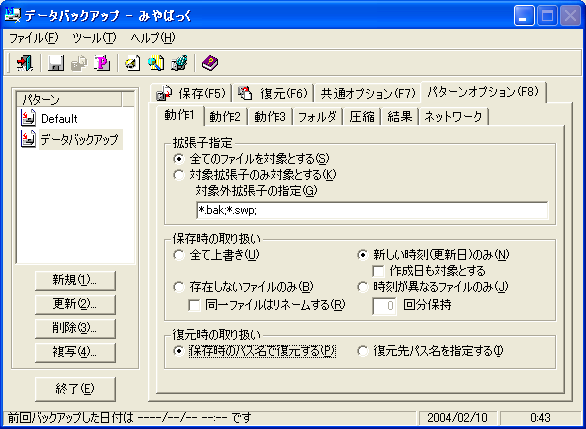 データバックアップ - みやばっく
ファイル(F) ツール(T) ヘルプ(H)
保存(F5) 復元(F6) 共通オプション(F7) パターンオプション(F8)
パターン
Default
データバックアップ
新規(1)...
更新(2)...
削除(3)...
複写(4)...
終了(E)
動作1 動作2 動作3 フォルダ 圧縮 結果 ネットワーク
拡張子指定
全てのファイルを対象とする(S)
対象拡張子のみ対象とする(K)
対象外拡張子の指定(G)
*.bak;*.swp;
保存時の取り扱い
全て上書き(U) 新しい時刻(更新日)のみ(N)
作成日も対象とする
存在しないファイルのみ(B) 時刻が異なるファイルのみ(J)
同一ファイルはリネームする(R) 0 回分保持
復元時の取り扱い
保存時のパス名で復元する(P) 復元先パス名を指定する(I)
前回バックアップした日付は ----/--/-- --:-- です 2004/02/10 0:43